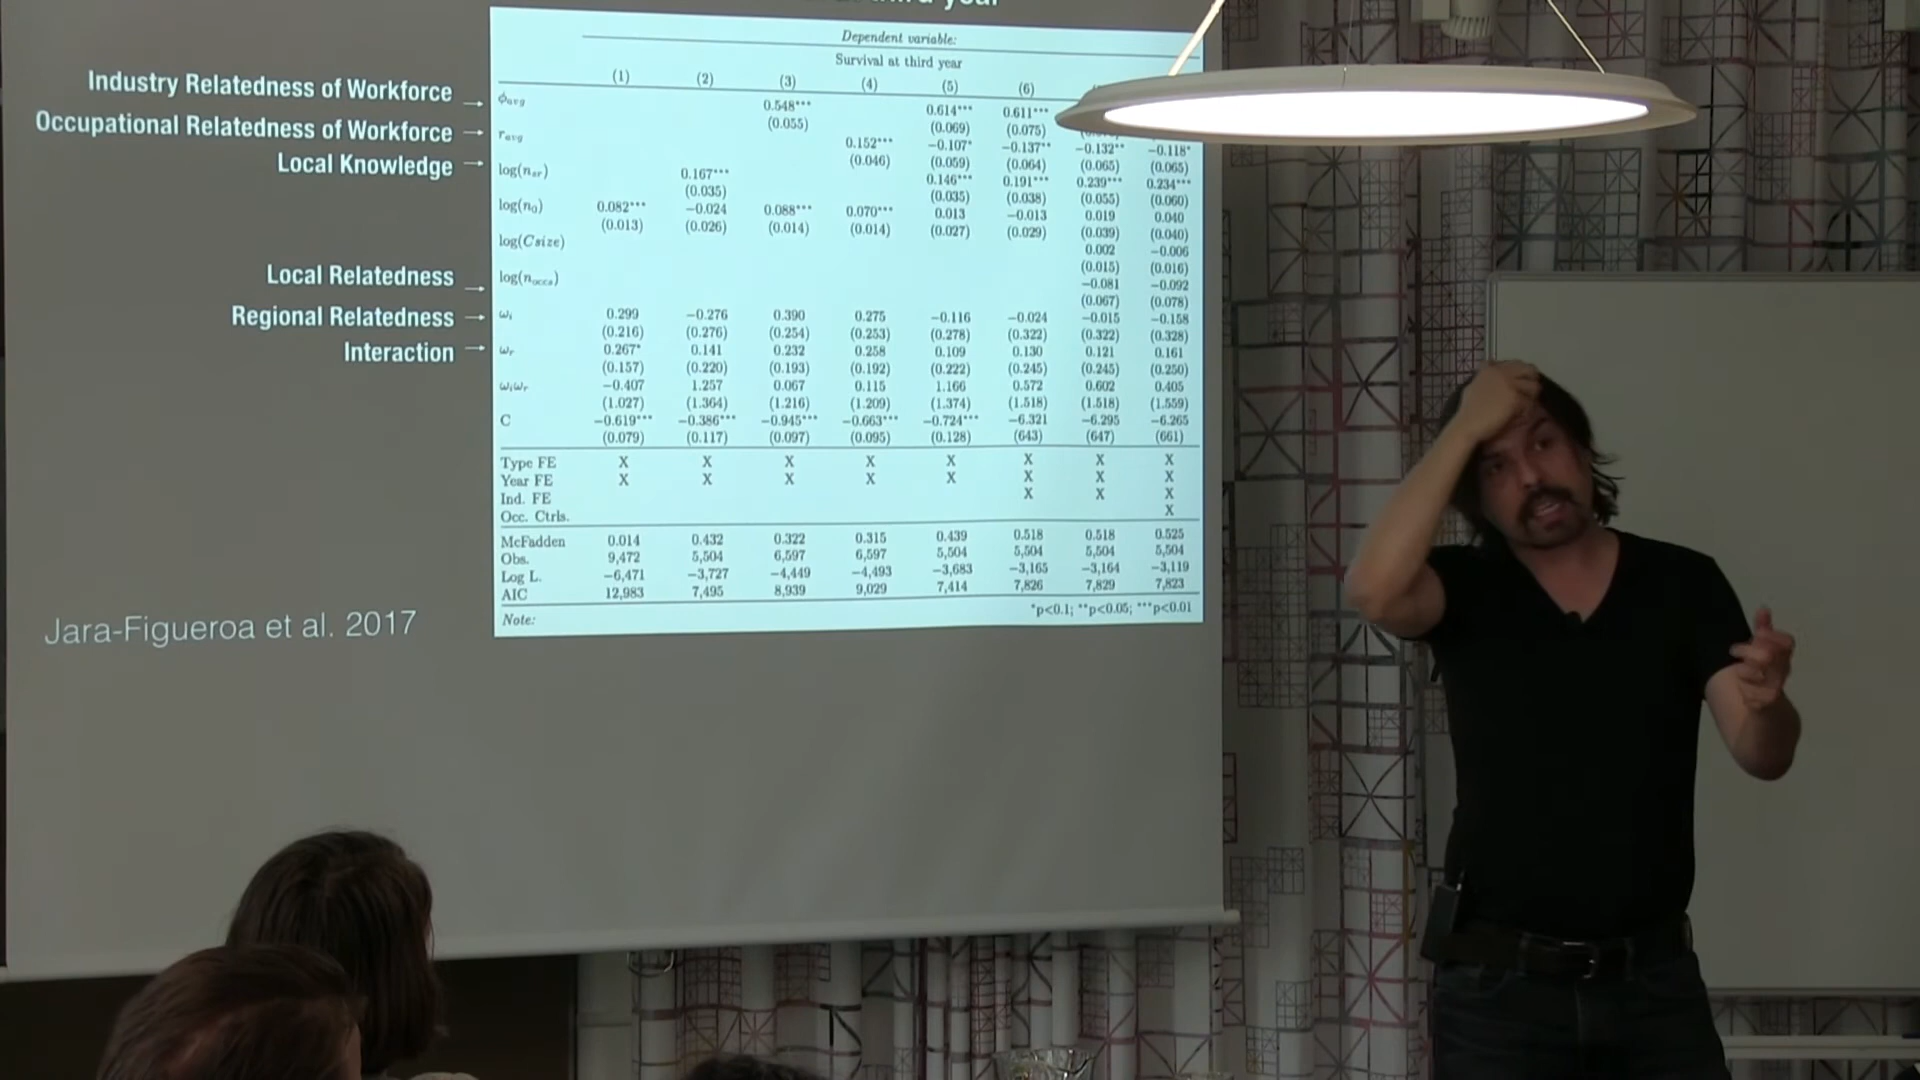 third year
Dependent variable:
Survival at third year
(1) (2) (3) (4) (5) (6)
Industry Relatedness of Workforce → ϕavg 0.548*** 0.614*** 0.611***
(0.055) (0.069) (0.075)
Occupational Relatedness of Workforce → ravg 0.152*** −0.107* −0.137** −0.132** −0.118*
(0.046) (0.059) (0.064) (0.065) (0.065)
Local Knowledge → log(nsr) 0.167*** 0.146*** 0.191*** 0.239*** 0.234***
(0.035) (0.035) (0.038) (0.055) (0.060)
log(n0) 0.082*** −0.024 0.088*** 0.070*** 0.013 −0.013 0.019 0.040
(0.013) (0.026) (0.014) (0.014) (0.027) (0.029) (0.039) (0.040)
log(Csize) 0.002 −0.006
(0.015) (0.016)
log(noccs) −0.081 −0.092
(0.067) (0.078)
Local Relatedness → ωi 0.299 −0.276 0.390 0.275 −0.116 −0.024 −0.015 −0.158
(0.216) (0.276) (0.254) (0.253) (0.278) (0.322) (0.322) (0.328)
Regional Relatedness → ωr 0.267* 0.141 0.232 0.258 0.109 0.130 0.121 0.161
(0.157) (0.220) (0.193) (0.192) (0.222) (0.245) (0.245) (0.250)
Interaction → ωiωr −0.407 1.257 0.067 0.115 1.166 0.572 0.602 0.405
(1.027) (1.364) (1.216) (1.209) (1.374) (1.518) (1.518) (1.559)
C −0.619*** −0.386*** −0.945*** −0.663*** −0.724*** −6.321 −6.295 −6.265
(0.079) (0.117) (0.097) (0.095) (0.128) (643) (647) (661)
Type FE X X X X X X X X
Year FE X X X X X X X X
Ind. FE X X X
Occ. Ctrls. X
McFadden 0.014 0.432 0.322 0.315 0.439 0.518 0.518 0.525
Obs. 9,472 5,504 6,597 6,597 5,504 5,504 5,504 5,504
Log L. −6,471 −3,727 −4,449 −4,493 −3,683 −3,165 −3,164 −3,119
AIC 12,983 7,495 8,939 9,029 7,414 7,826 7,829 7,823
Note: *p<0.1; **p<0.05; ***p<0.01
Jara-Figueroa et al. 2017